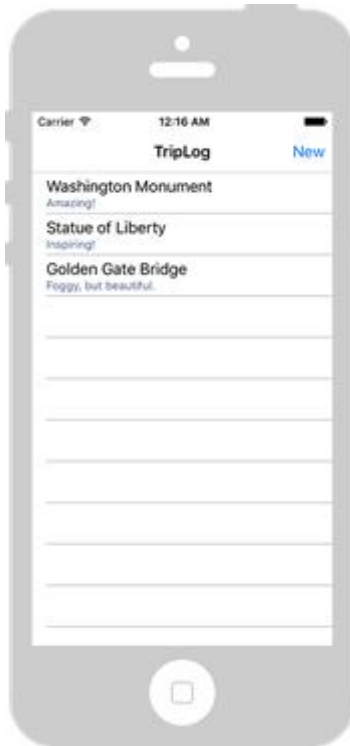 Carrier 12:16 AM
TripLog New
Washington Monument
Amazing!
Statue of Liberty
Inspiring!
Golden Gate Bridge
Foggy, but beautiful.